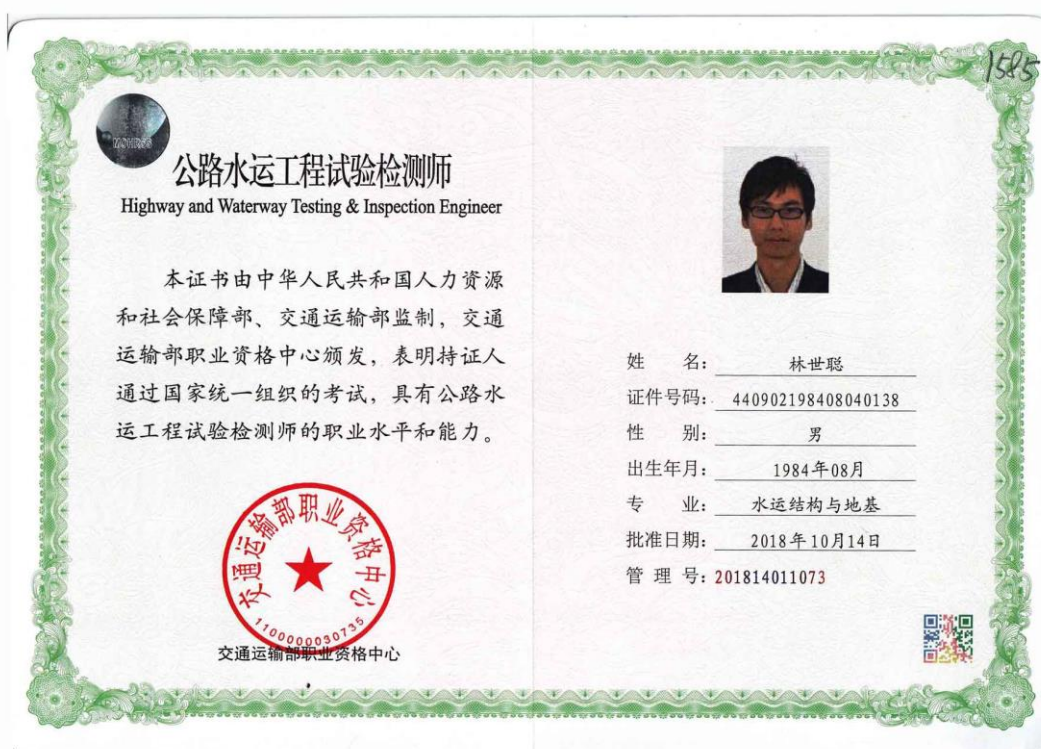 1585
MOHRSS
公路水运工程试验检测师
Highway and Waterway Testing & Inspection Engineer
本证书由中华人民共和国人力资源
和社会保障部、交通运输部监制，交通
运输部职业资格中心颁发，表明持证人
通过国家统一组织的考试，具有公路水
运工程试验检测师的职业水平和能力。
交通运输部职业资格中心
1100000030735
交通运输部职业资格中心
姓 名： 林世聪
证件号码： 440902198408040138
性 别： 男
出生年月： 1984年08月
专 业： 水运结构与地基
批准日期： 2018年10月14日
管 理 号：201814011073